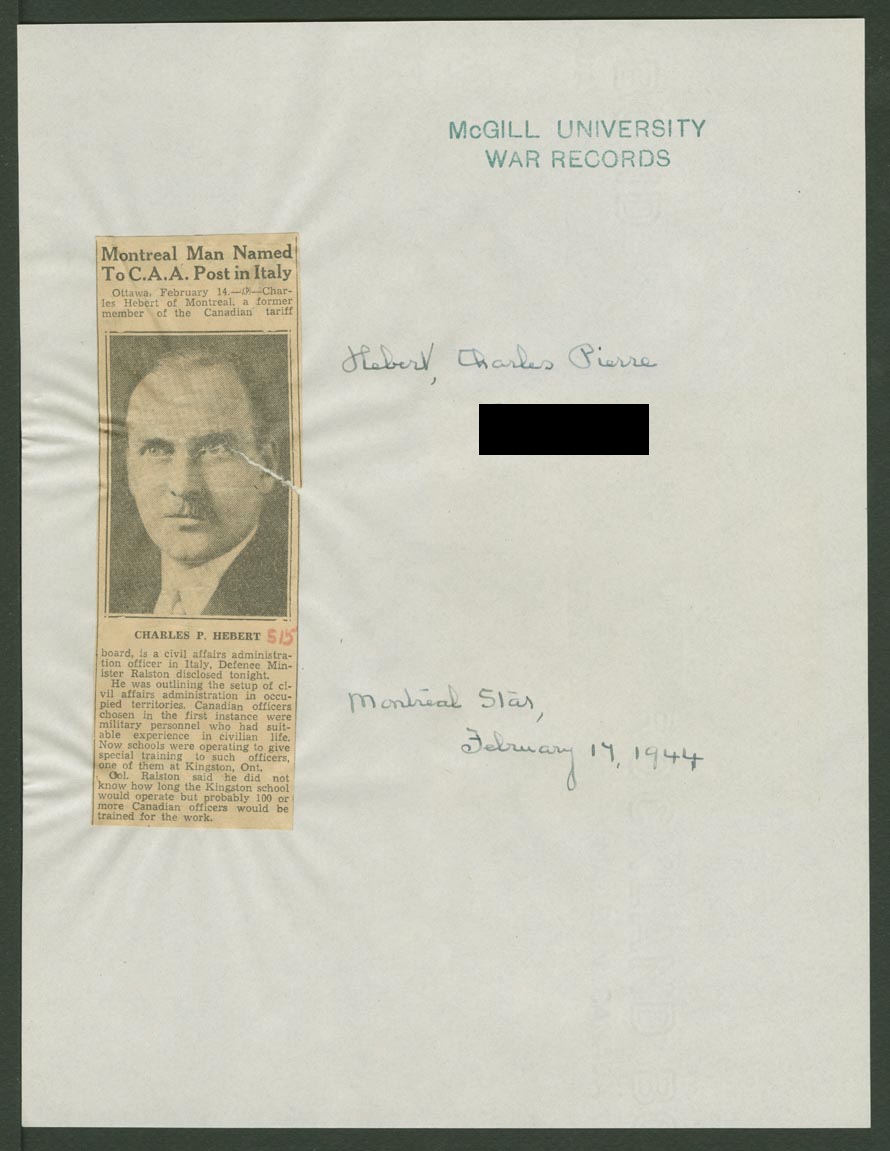 McGILL UNIVERSITY
WAR RECORDS
Montreal Man Named
To C.A.A. Post in Italy
Ottawa, February 14.—(CP)—Char-
les Hebert of Montreal, a former
member of the Canadian tariff
CHARLES P. HEBERT 515
board, is a civil affairs administra-
tion officer in Italy, Defence Min-
ister Ralston disclosed tonight.
He was outlining the setup of ci-
vil affairs administration in occu-
pied territories. Canadian officers
chosen in the first instance were
military personnel who had suit-
able experience in civilian life.
Now schools were operating to give
special training to such officers,
one of them at Kingston, Ont.
Col. Ralston said he did not
know how long the Kingston school
would operate but probably 100 or
more Canadian officers would be
trained for the work.
Hebert, Charles Pierre
Montreal Star,
February 17, 1944